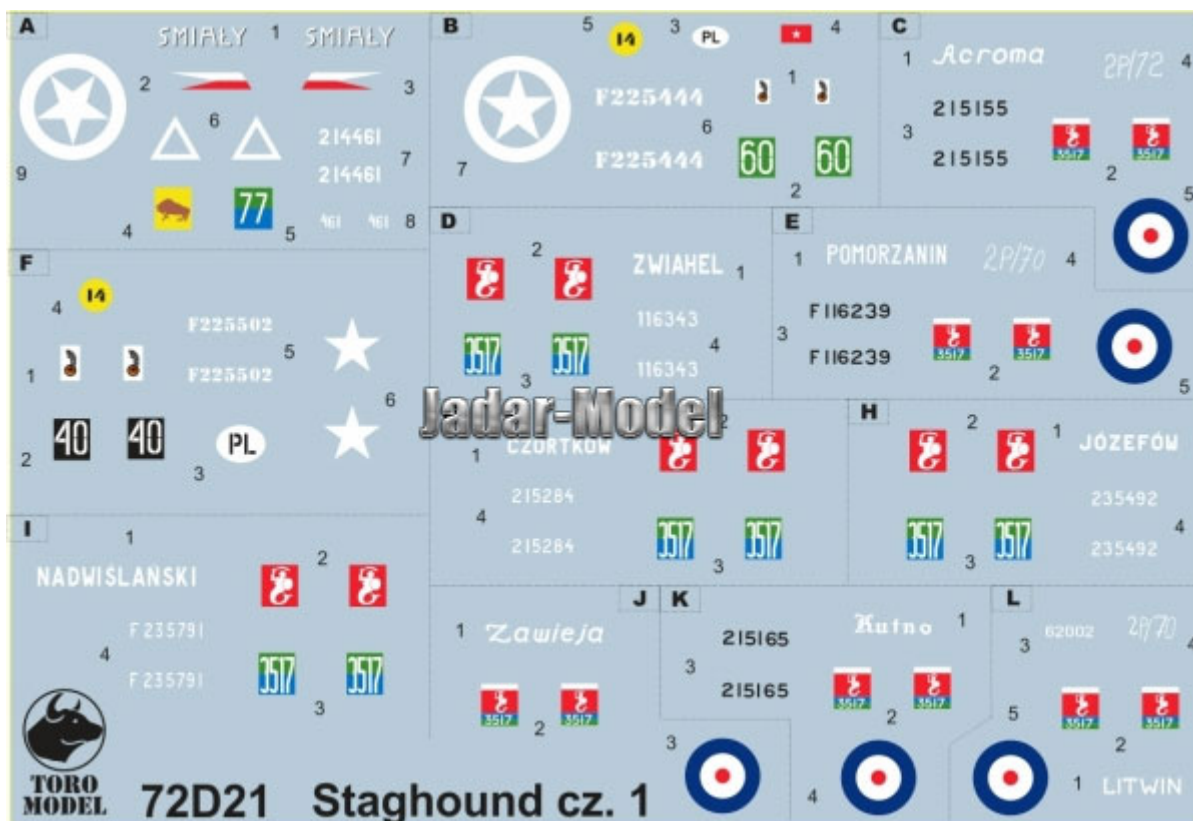 A
SMIAŁY 1 SMIAŁY
2 3
6
214461
7
214461
9
4 77 5
461 461 8
B
5 14 3 PL 4
F225444 1
6
F225444 60 60
7 2
C
1 Acroma 2P/72 4
215155
3
215155 3517 3517
2
5
D
2
ZWIAHEL 1
116343
3517 3517 4
116343
3
E
1 POMORZANIN 2P/70 4
F116239
3
F116239 3517 3517
2
5
F
4 14
F225502
5
1 F225502
6
40 40
2 3 PL
Jadar-Model
2
1 CZORTKÓW
215284
4
215284 3517 3517
3
H
1
2 JÓZEFÓW
235492
3517 3517 4
3 235492
I
1
2
NADWIŚLAŃSKI
F235791
4
F235791 3517 3517
3
J
1 Zawieja
3517 3517
2
K
215165 Kutno 1
3
215165 3517 3517
2
3
4
L
3 62002 2P/70 4
5
3517 3517
2
1 LITWIN
TORO
MODEL
72D21 Staghound cz. 1